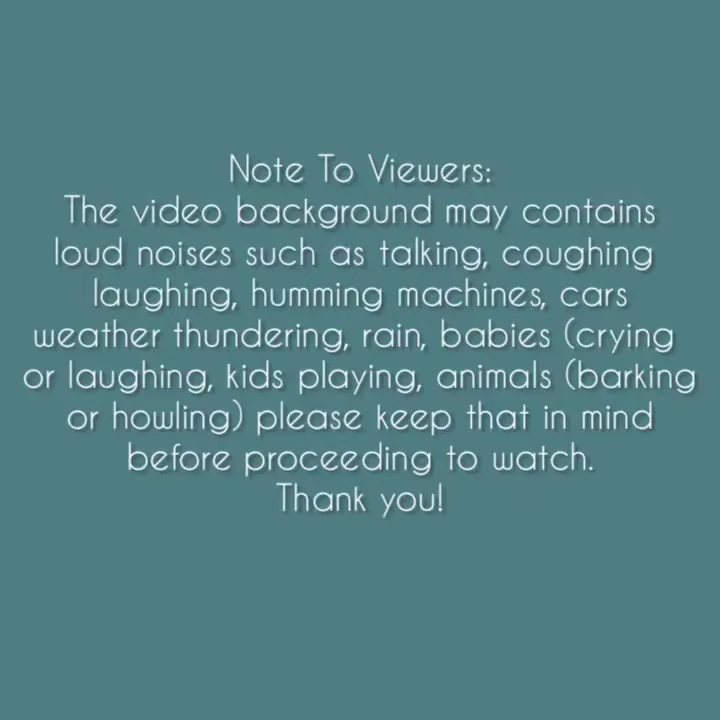 Note To Viewers:
The video background may contains
loud noises such as talking, coughing
laughing, humming machines, cars
weather thundering, rain, babies (crying
or laughing, kids playing, animals (barking
or howling) please keep that in mind
before proceeding to watch.
Thank you!